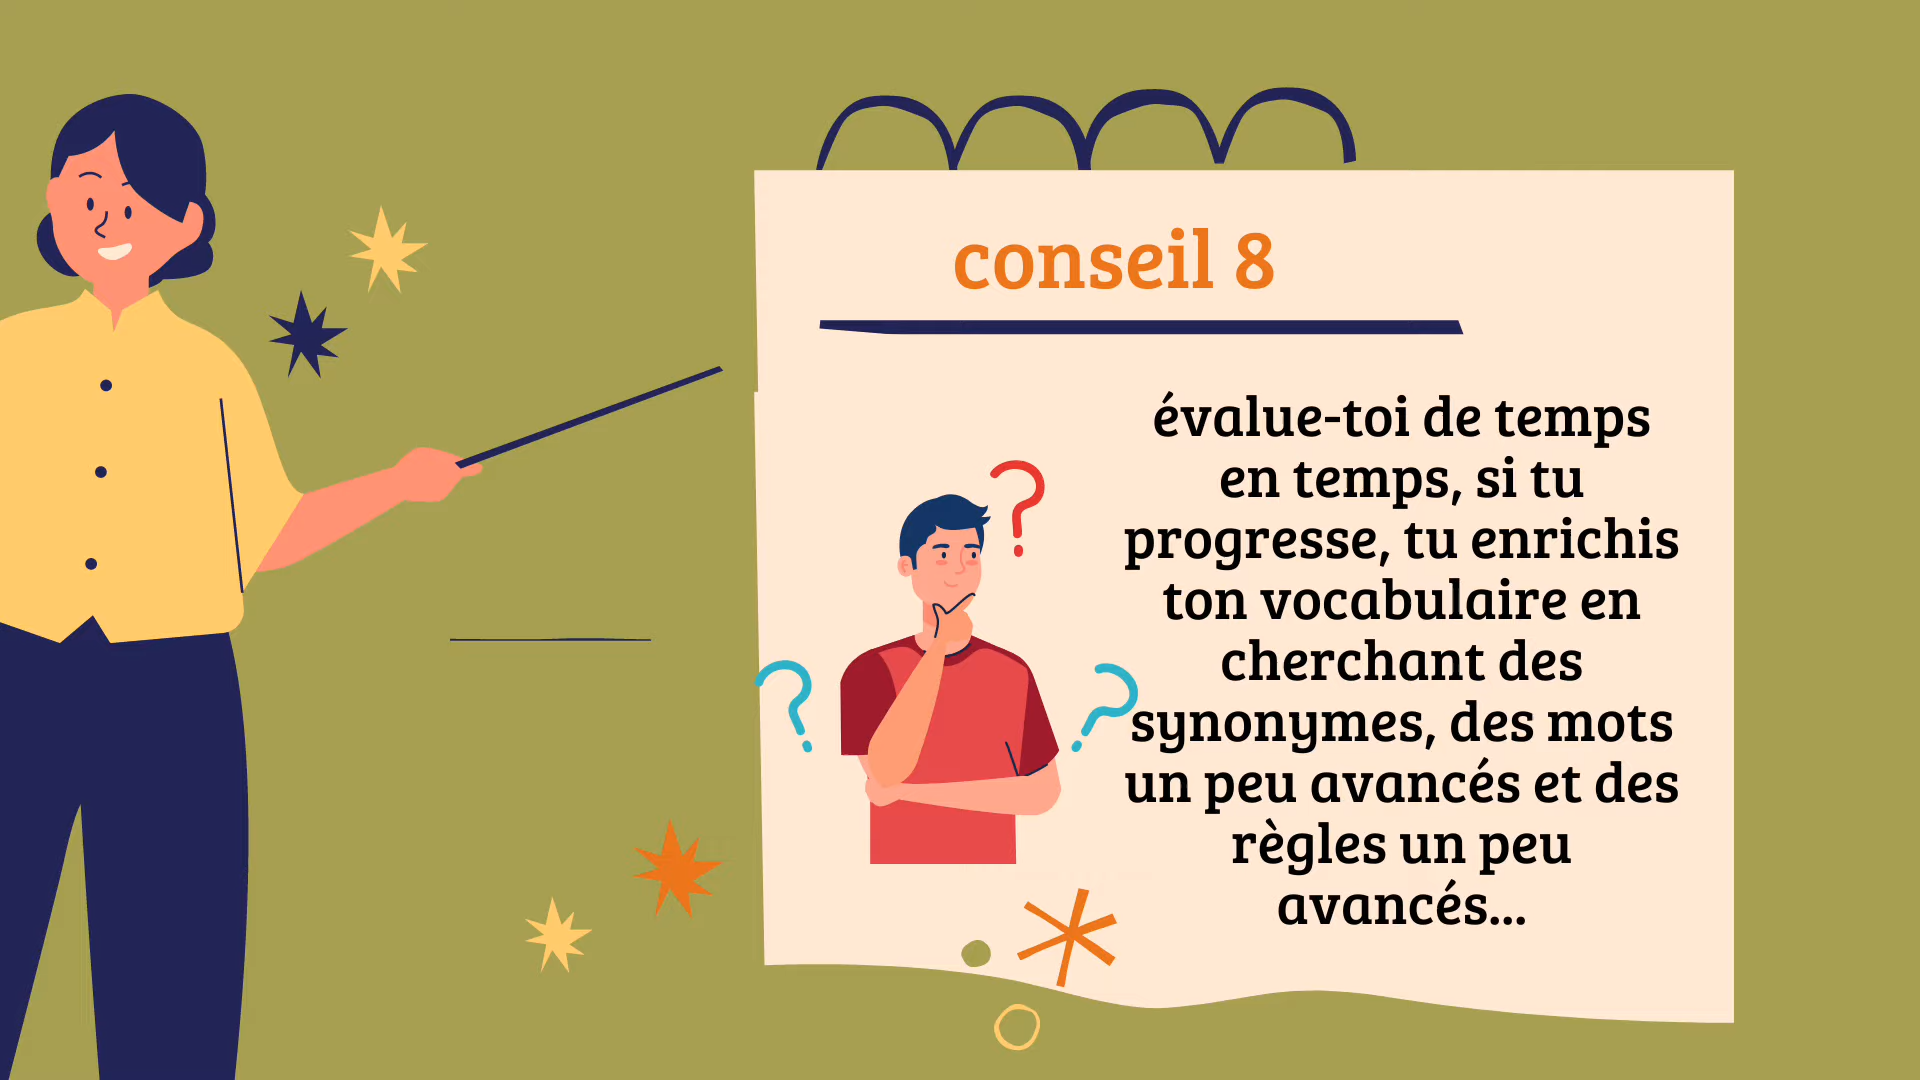 conseil 8
évalue-toi de temps
en temps, si tu
progresse, tu enrichis
ton vocabulaire en
cherchant des
synonymes, des mots
un peu avancés et des
règles un peu
avancés...